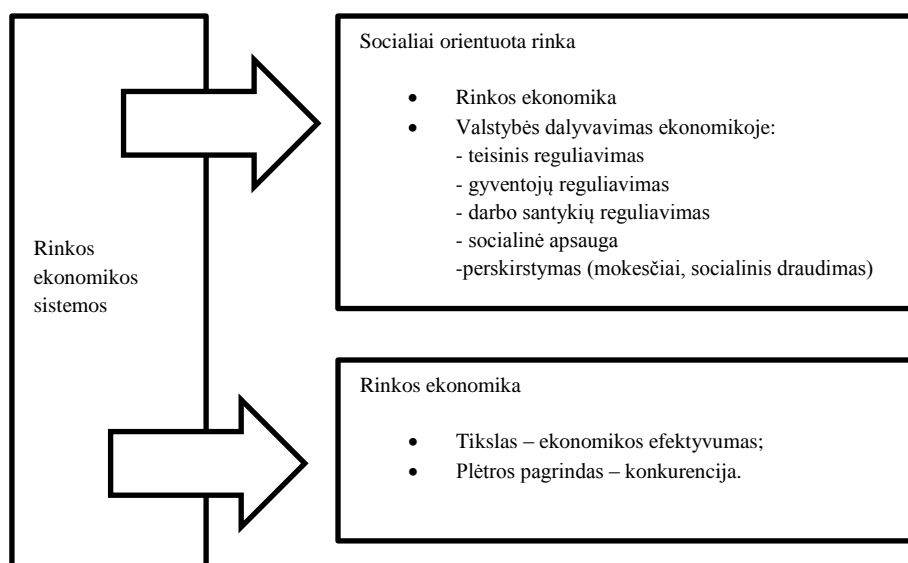 Rinkos
ekonomikos
sistemos
Socialiai orientuota rinka
• Rinkos ekonomika
• Valstybės dalyvavimas ekonomikoje:
- teisinis reguliavimas
- gyventojų reguliavimas
- darbo santykių reguliavimas
- socialinė apsauga
-perskirstymas (mokesčiai, socialinis draudimas)
Rinkos ekonomika
• Tikslas – ekonomikos efektyvumas;
• Plėtros pagrindas – konkurencija.